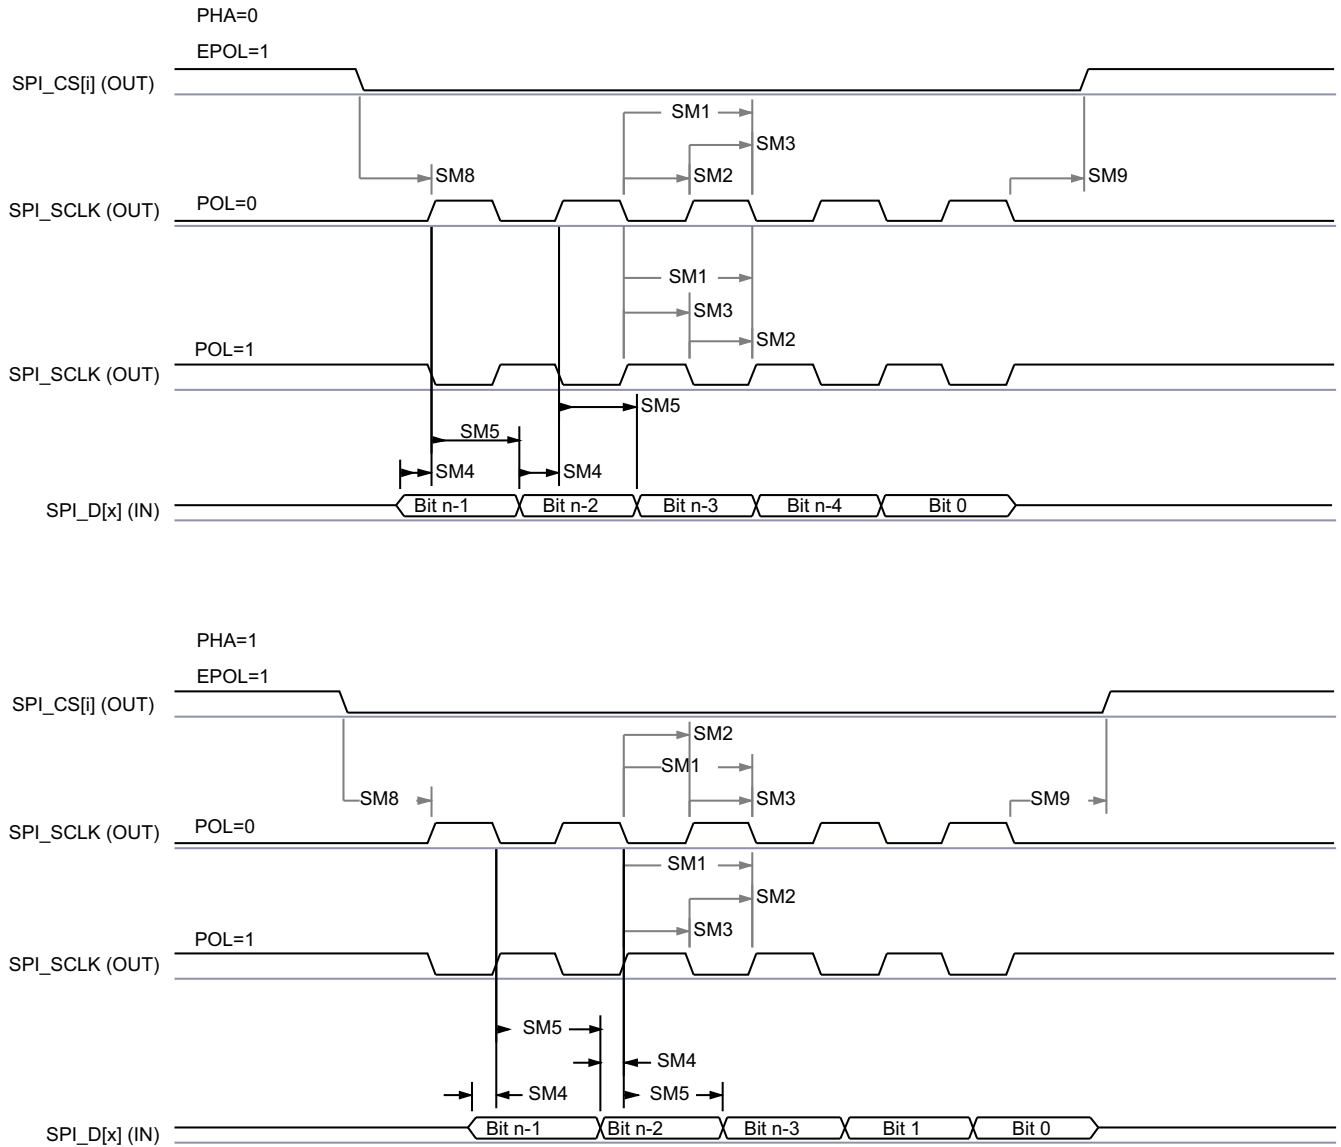 PHA=0
EPOL=1
SPI_CS[i] (OUT)
SM1
SM3
SM8
SM2
SM9
SPI_SCLK (OUT)
POL=0
SM1
SM3
SM2
POL=1
SPI_SCLK (OUT)
SM5
SM5
SM4
SM4
SPI_D[x] (IN)
Bit n-1
Bit n-2
Bit n-3
Bit n-4
Bit 0
PHA=1
EPOL=1
SPI_CS[i] (OUT)
SM2
SM1
SM8
SM3
SM9
SPI_SCLK (OUT)
POL=0
SM1
SM2
SM3
POL=1
SPI_SCLK (OUT)
SM5
SM4
SM4
SM5
SPI_D[x] (IN)
Bit n-1
Bit n-2
Bit n-3
Bit 1
Bit 0